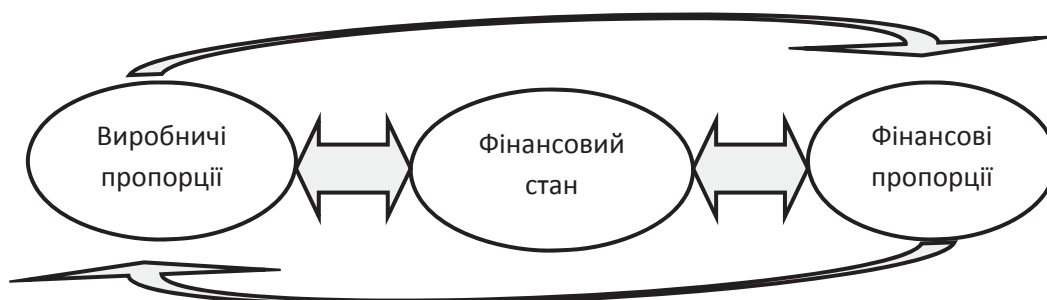 Виробничі
пропорції
Фінансовий
стан
Фінансові
пропорції